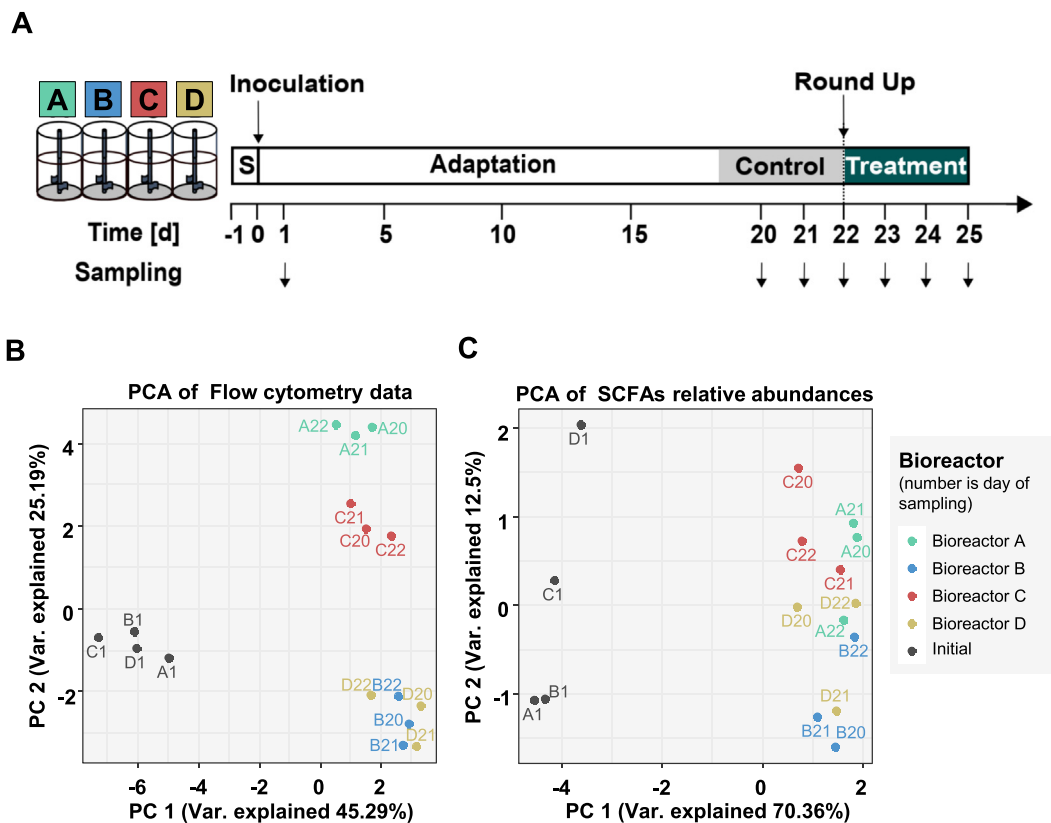 A
A B C D
Inoculation
Round Up
S
Adaptation
Control
Treatment
Time [d]
-1 0 1 5 10 15 20 21 22 23 24 25
Sampling
B
PCA of Flow cytometry data
PC 2 (Var. explained 25.19%)
4
2
0
-2
A22
A20
A21
C21
C20
C22
B1
C1
D1
A1
D22
B22
D20
B20
B21
D21
-6 -4 -2 0 2
PC 1 (Var. explained 45.29%)
C
PCA of SCFAs relative abundances
PC 2 (Var. explained 12.5%)
2
1
0
-1
D1
C20
A21
A20
C22
C21
C1
D20
D22
A22
B22
B1
A1
D21
B21
B20
-4 -2 0 2
PC 1 (Var. explained 70.36%)
Bioreactor
(number is day of
sampling)
Bioreactor A
Bioreactor B
Bioreactor C
Bioreactor D
Initial